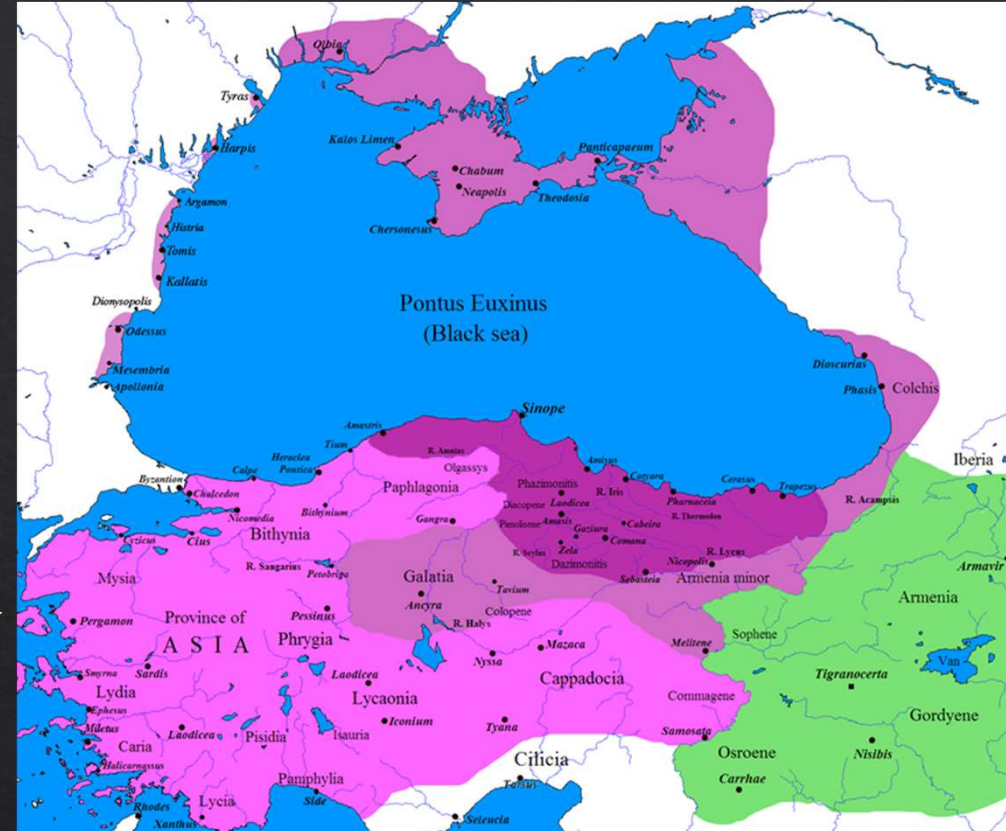 Olbia
Tyras
Harpis
Kalos Limen
Panticapaeum
Chabum
Neapolis
Theodosia
Chersonesus
Argamon
Histria
Tomis
Kallatis
Dionysopolis
Odessus
Mesembria
Apollonia
Pontus Euxinus
(Black sea)
Dioscurias
Phasis
Colchis
Sinope
Amastris
Tium
Heraclea
Pontica
Calpe
Byzantion
Chalcedon
Nicomedia
Bithynium
Bithynia
Cyzicus
Cius
R. Amnias
Olgassys
Paphlagonia
Gangra
Amisus
Phazimonitis
R. Iris
Cotyora
Cerasus
Trapezus
Laodicea
Pharnaceia
Diacopene
R. Thermodon
Pimolisene
Amasis
Gaziura
Cabeira
Comana
R. Scylax
Zela
Dazimonitis
Nicopolis
R. Lycus
Sebasteia
Armenia minor
R. Acampsis
Iberia
Armavir
Armenia
Mysia
R. Sangarius
Petobriga
Galatia
Ancyra
Tavium
Colopene
R. Halys
Pergamon
Province of
ASIA
Pessinus
Phrygia
Melitene
Sophene
Van
Smyrna
Sardis
Lydia
Laodicea
Lycaonia
Nyssa
Mazaca
Cappadocia
Tigranocerta
Commagene
Gordyene
Ephesus
Miletus
Caria
Laodicea
Pisidia
Isauria
Iconium
Tyana
Samosata
Osroene
Nisibis
Halicarnassus
Pamphylia
Side
Cilicia
Tarsus
Carrhae
Rhodes
Lycia
Xanthus
Seleucia